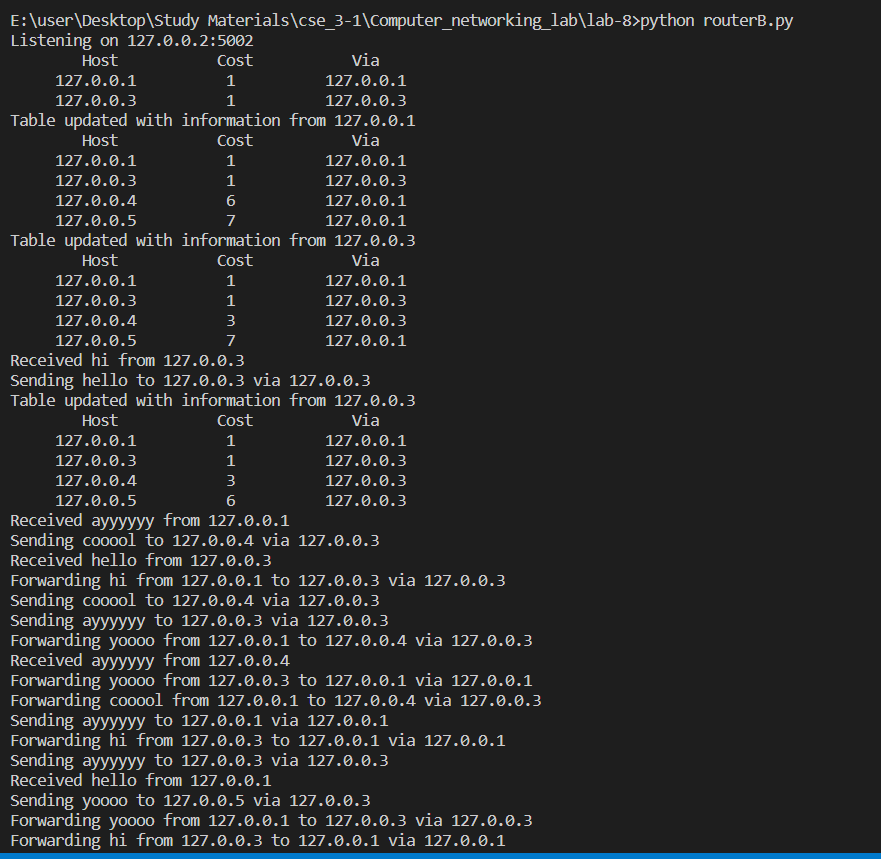 E:\user\Desktop\Study Materials\cse_3-1\Computer_networking_lab\lab-8>python routerB.py
Listening on 127.0.0.2:5002
Host Cost Via
127.0.0.1 1 127.0.0.1
127.0.0.3 1 127.0.0.3
Table updated with information from 127.0.0.1
Host Cost Via
127.0.0.1 1 127.0.0.1
127.0.0.3 1 127.0.0.3
127.0.0.4 6 127.0.0.1
127.0.0.5 7 127.0.0.1
Table updated with information from 127.0.0.3
Host Cost Via
127.0.0.1 1 127.0.0.1
127.0.0.3 1 127.0.0.3
127.0.0.4 3 127.0.0.3
127.0.0.5 7 127.0.0.1
Received hi from 127.0.0.3
Sending hello to 127.0.0.3 via 127.0.0.3
Table updated with information from 127.0.0.3
Host Cost Via
127.0.0.1 1 127.0.0.1
127.0.0.3 1 127.0.0.3
127.0.0.4 3 127.0.0.3
127.0.0.5 6 127.0.0.3
Received ayyyyyy from 127.0.0.1
Sending cooool to 127.0.0.4 via 127.0.0.3
Received hello from 127.0.0.3
Forwarding hi from 127.0.0.1 to 127.0.0.3 via 127.0.0.3
Sending cooool to 127.0.0.4 via 127.0.0.3
Sending ayyyyyy to 127.0.0.3 via 127.0.0.3
Forwarding yoooo from 127.0.0.1 to 127.0.0.4 via 127.0.0.3
Received ayyyyyy from 127.0.0.4
Forwarding yoooo from 127.0.0.3 to 127.0.0.1 via 127.0.0.1
Forwarding cooool from 127.0.0.1 to 127.0.0.4 via 127.0.0.3
Sending ayyyyyy to 127.0.0.1 via 127.0.0.1
Forwarding hi from 127.0.0.3 to 127.0.0.1 via 127.0.0.1
Sending ayyyyyy to 127.0.0.3 via 127.0.0.3
Received hello from 127.0.0.1
Sending yoooo to 127.0.0.5 via 127.0.0.3
Forwarding yoooo from 127.0.0.1 to 127.0.0.3 via 127.0.0.3
Forwarding hi from 127.0.0.3 to 127.0.0.1 via 127.0.0.1